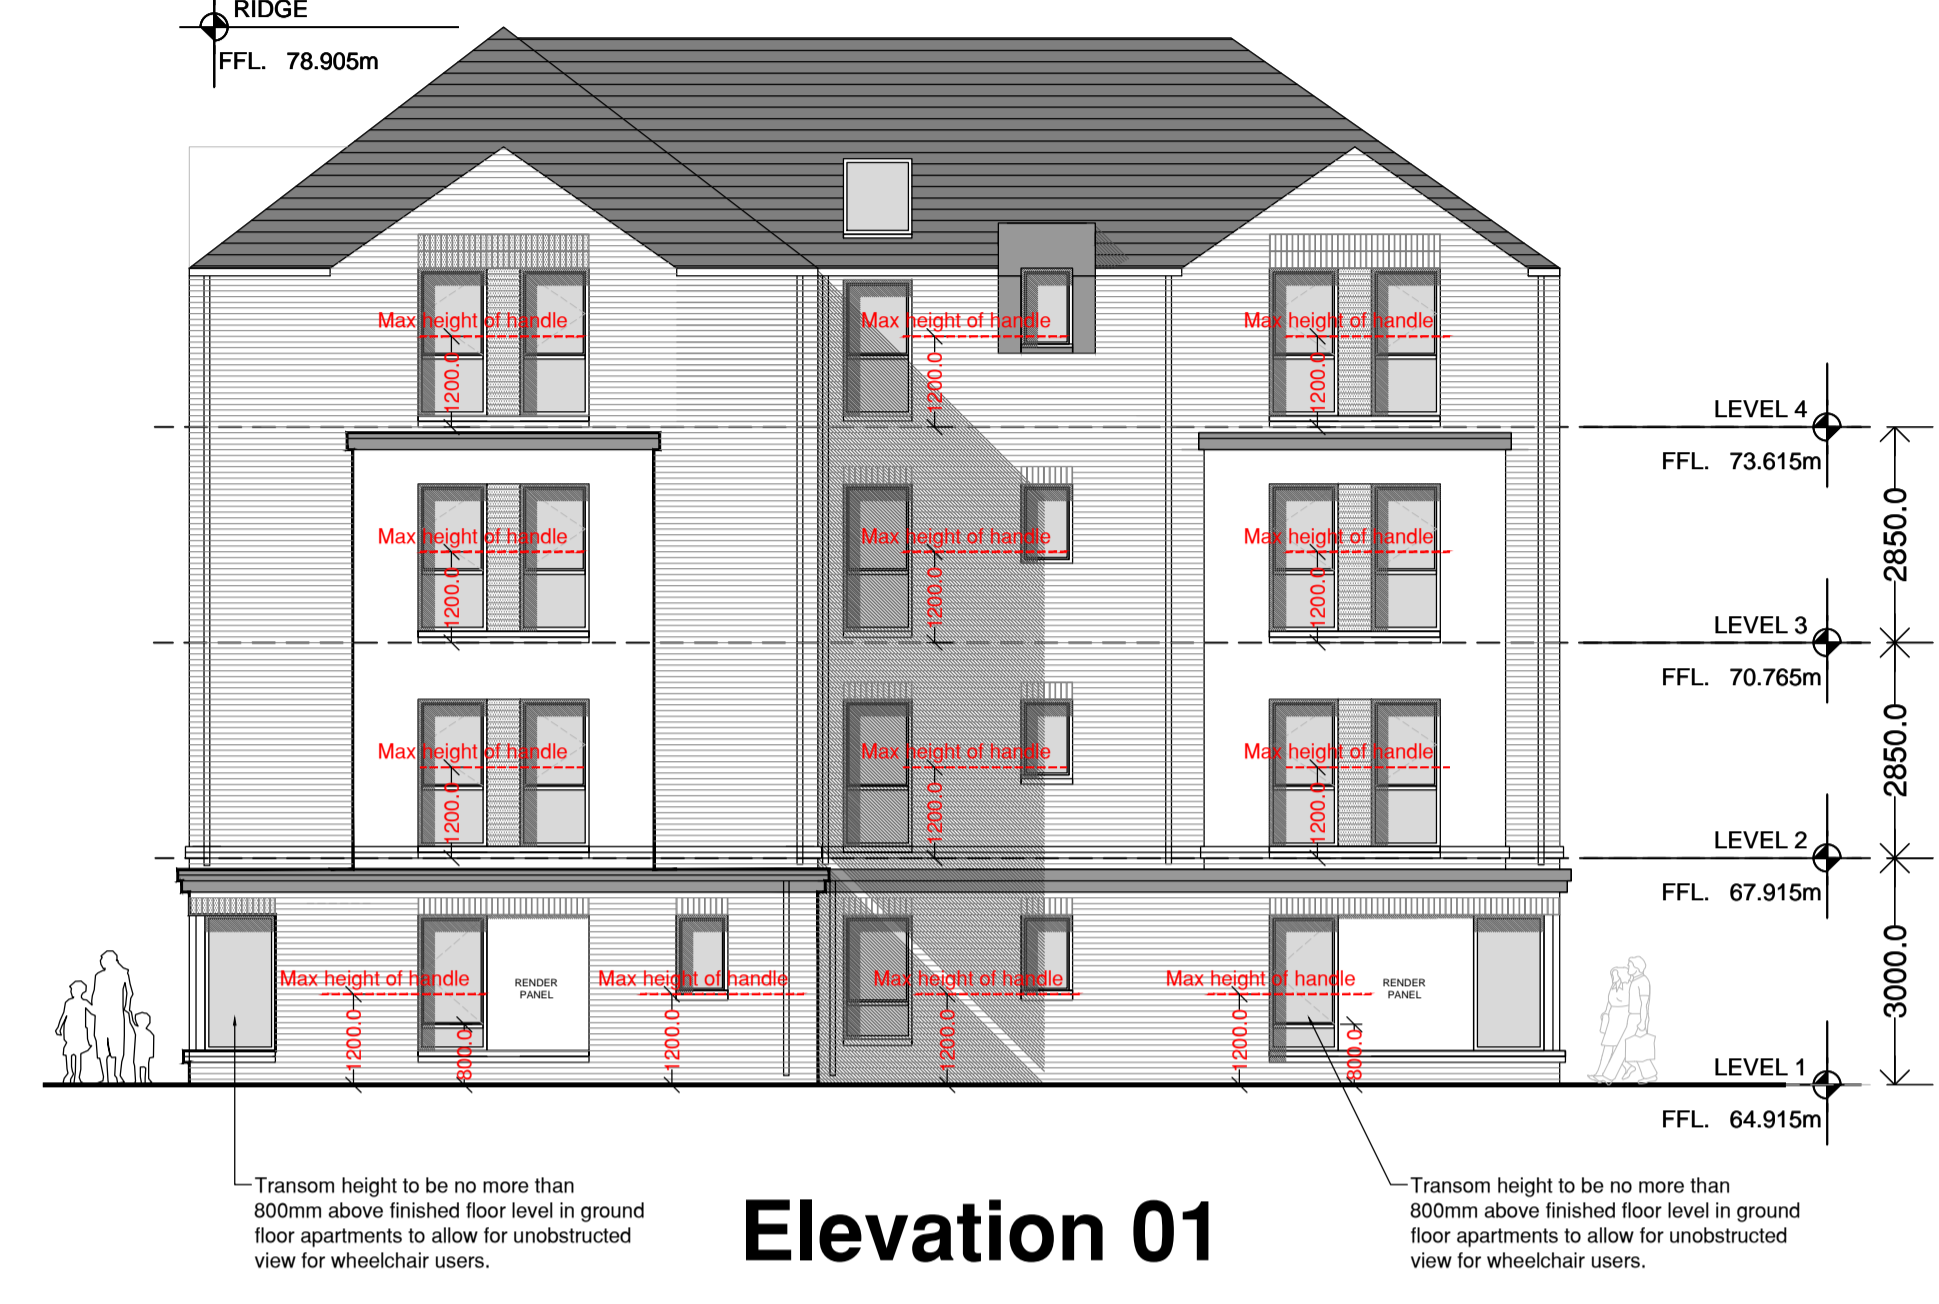 RIDGE
FFL. 78.905m
Max height of handle
Max height of handle
Max height of handle
1200.0
1200.0
1200.0
LEVEL 4
FFL. 73.615m
2850.0
Max height of handle
Max height of handle
Max height of handle
1200.0
1200.0
1200.0
LEVEL 3
FFL. 70.765m
2850.0
Max height of handle
Max height of handle
Max height of handle
1200.0
1200.0
1200.0
LEVEL 2
FFL. 67.915m
3000.0
Max height of handle
Max height of handle
Max height of handle
Max height of handle
RENDER
PANEL
RENDER
PANEL
1200.0
800.0
1200.0
1200.0
1200.0
800.0
LEVEL 1
FFL. 64.915m
Transom height to be no more than
800mm above finished floor level in ground
floor apartments to allow for unobstructed
view for wheelchair users.
Elevation 01
Transom height to be no more than
800mm above finished floor level in ground
floor apartments to allow for unobstructed
view for wheelchair users.